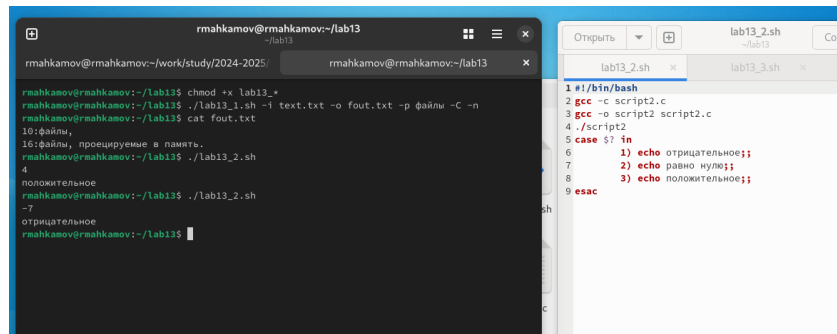 rmahkamov@rmahkamov:~/lab13
~/lab13
rmahkamov@rmahkamov:~/work/study/2024-2025/
rmahkamov@rmahkamov:~/lab13
rmahkamov@rmahkamov:~/lab13$ chmod +x lab13_*
rmahkamov@rmahkamov:~/lab13$ ./lab13_1.sh -i text.txt -o fout.txt -p файлы -C -n
rmahkamov@rmahkamov:~/lab13$ cat fout.txt
10:файлы,
16:файлы, проецируемые в память.
rmahkamov@rmahkamov:~/lab13$ ./lab13_2.sh
4
положительное
rmahkamov@rmahkamov:~/lab13$ ./lab13_2.sh
-7
отрицательное
rmahkamov@rmahkamov:~/lab13$
sh
c
Открыть
lab13_2.sh
~/lab13
Со
lab13_2.sh
lab13_3.sh
1 #!/bin/bash
2 gcc -c script2.c
3 gcc -o script2 script2.c
4 ./script2
5 case $? in
6 1) echo отрицательное;;
7 2) echo равно нулю;;
8 3) echo положительное;;
9 esac